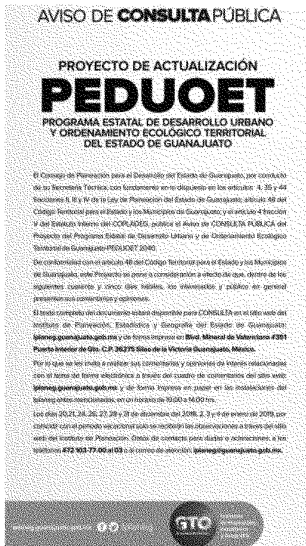 AVISO DE CONSULTA PÚBLICA
PROYECTO DE ACTUALIZACIÓN
PEDUOET
PROGRAMA ESTATAL DE DESARROLLO URBANO
Y ORDENAMIENTO ECOLÓGICO TERRITORIAL
DEL ESTADO DE GUANAJUATO
El Consejo de Planeación para el Desarrollo del Estado de Guanajuato, por conducto
de su Secretaría Técnica, con fundamento en lo dispuesto en los artículos 4, 35 y 44
fracciones II, III y IV de la Ley de Planeación del Estado de Guanajuato; artículo 48 del
Código Territorial para el Estado y los Municipios de Guanajuato; y el artículo 4 fracción
V del Estatuto Interno del COPLADEG, publica el Aviso de CONSULTA PÚBLICA del
Proyecto del Programa Estatal de Desarrollo Urbano y de Ordenamiento Ecológico
Territorial de Guanajuato-PEDUOET 2040.
De conformidad con el artículo 48 del Código Territorial para el Estado y los Municipios
de Guanajuato, este Proyecto se pone a consideración a efecto de que, dentro de los
siguientes cuarenta y cinco días hábiles, los interesados y público en general
presenten sus comentarios y opiniones.
El texto completo del documento estará disponible para CONSULTA en el sitio web del
Instituto de Planeación, Estadística y Geografía del Estado de Guanajuato:
iplaneg.guanajuato.gob.mx y de forma impresa en Blvd. Mineral de Valenciana #391
Puerto Interior de Gto. C.P. 36275 Silao de la Victoria Guanajuato, México.
Por lo que se les invita a realizar sus comentarios y opiniones de interés relacionadas
con el tema de forma electrónica a través del cuadro de comentarios del sitio web:
iplaneg.guanajuato.gob.mx y de forma impresa en papel en las instalaciones del
Iplaneg antes mencionadas, en un horario de 10:00 a 14:00 hrs.
Los días 20,21, 24, 26, 27, 28 y 31 de diciembre del 2018, 2, 3 y 4 de enero de 2019, por
coincidir con el periodo vacacional solo se recibirán las observaciones a través del sitio
web del Instituto de Planeación. Datos de contacto para dudas o aclaraciones, a los
teléfonos 472 103 77 00 al 03 o al correo de atención: iplaneg@guanajuato.gob.mx.
iplaneg.guanajuato.gob.mx
GTO